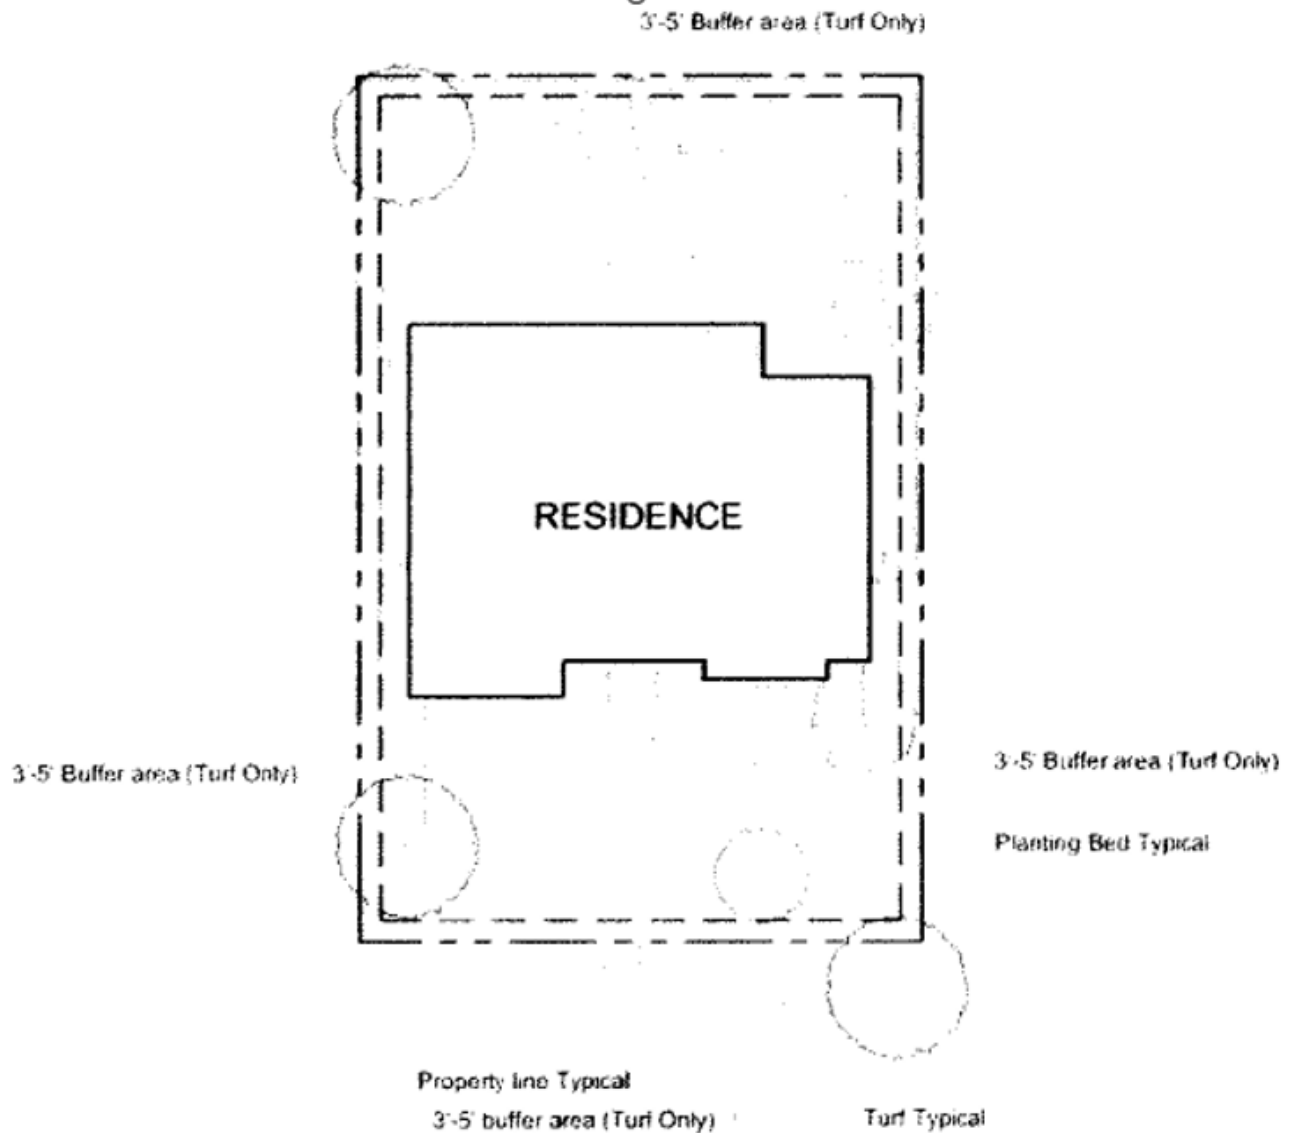 3'-5' Buffer area (Turf Only)
RESIDENCE
3'-5' Buffer area (Turf Only)
3'-5' Buffer area (Turf Only)
Planting Bed Typical
Property line Typical
3'-5' buffer area (Turf Only)
Turf Typical